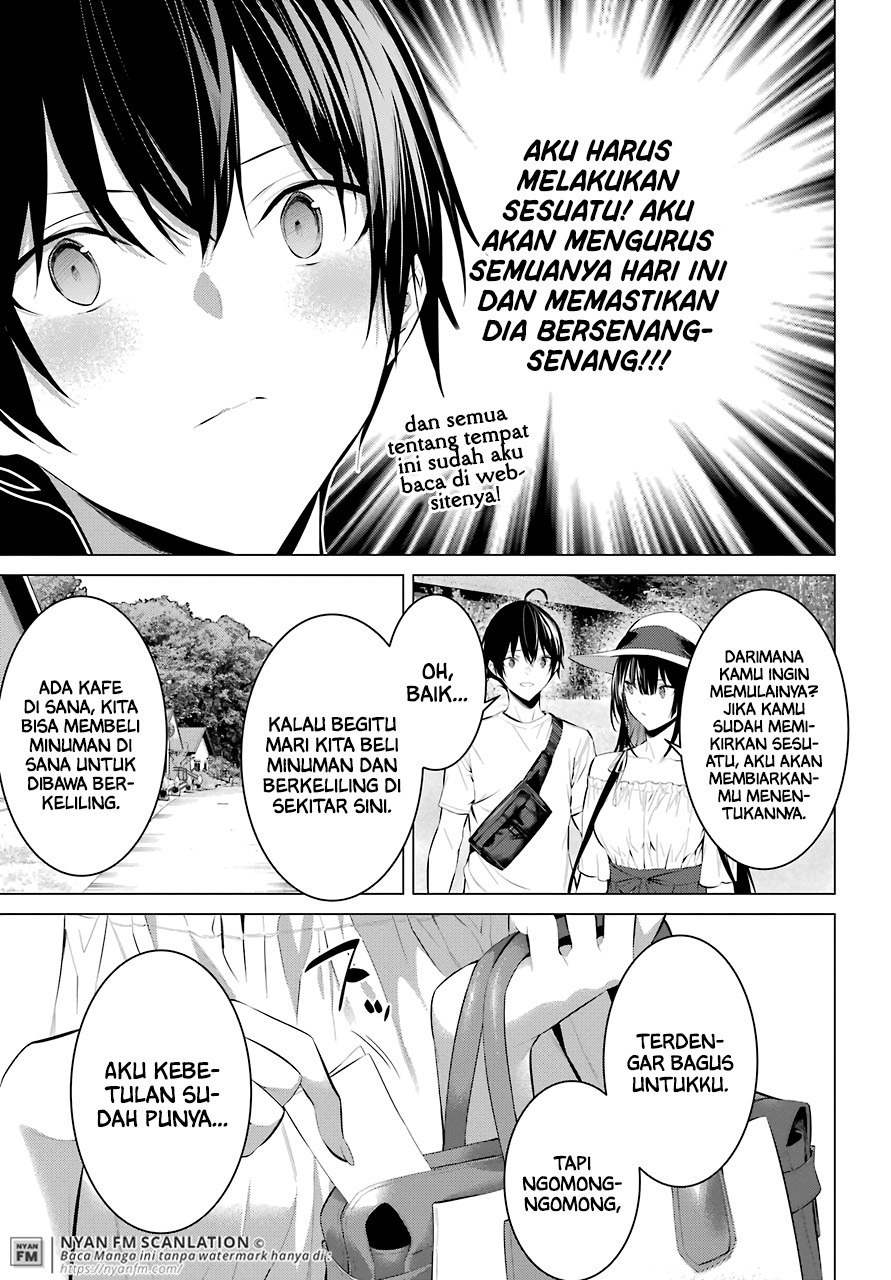 AKU HARUS
MELAKUKAN
SESUATU! AKU
AKAN MENGURUS
SEMUANYA HARI INI
DAN MEMASTIKAN
DIA BERSENANG-
SENANG!!!
dan semua
tentang tempat
ini sudah aku
baca di web-
sitenya!
DARIMANA
KAMU INGIN
MEMULAINYA?
JIKA KAMU
SUDAH MEMI-
KIRKAN SESU-
ATU, AKU AKAN
MEMBIARKAN-
MU MENEN-
TUKANNYA.
OH,
BAIK...
KALAU BEGITU
MARI KITA BELI
MINUMAN DAN
BERKELILING DI
SEKITAR SINI.
ADA KAFE
DI SANA, KITA
BISA MEMBELI
MINUMAN DI
SANA UNTUK
DIBAWA BER-
KELILING.
TERDEN-
GAR BAGUS
UNTUKKU.
TAPI
NGOMONG-
NGOMONG,
AKU KEBE-
TULAN SU-
DAH PUNYA...
NYAN
FM
NYAN FM SCANLATION ©
Baca Manga ini tanpa watermark hanya di :
https://nyanfm.com/